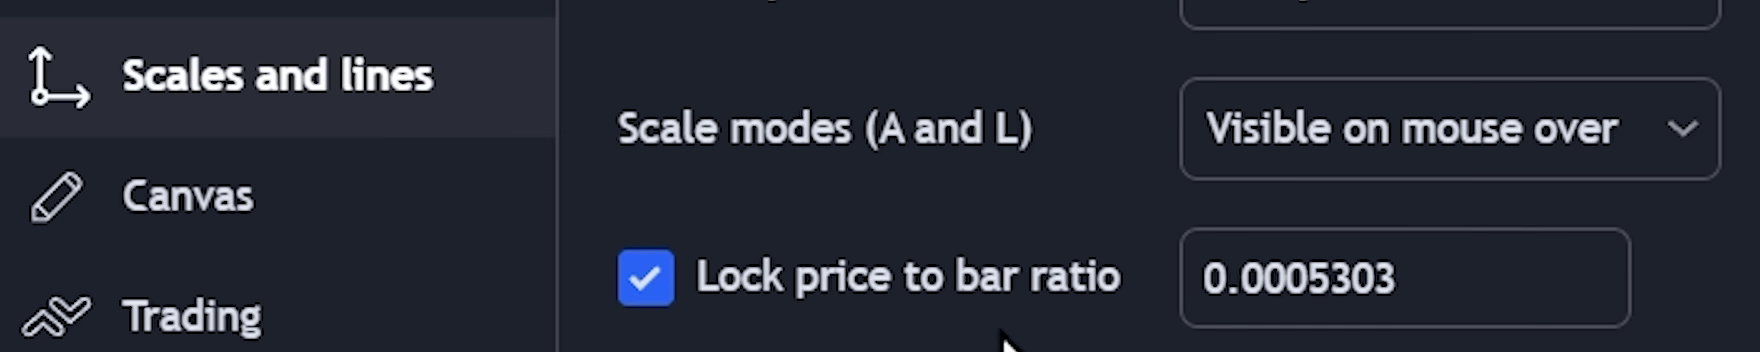 Scales and lines
Canvas
Trading
Scale modes (A and L)
Visible on mouse over
Lock price to bar ratio
0.0005303